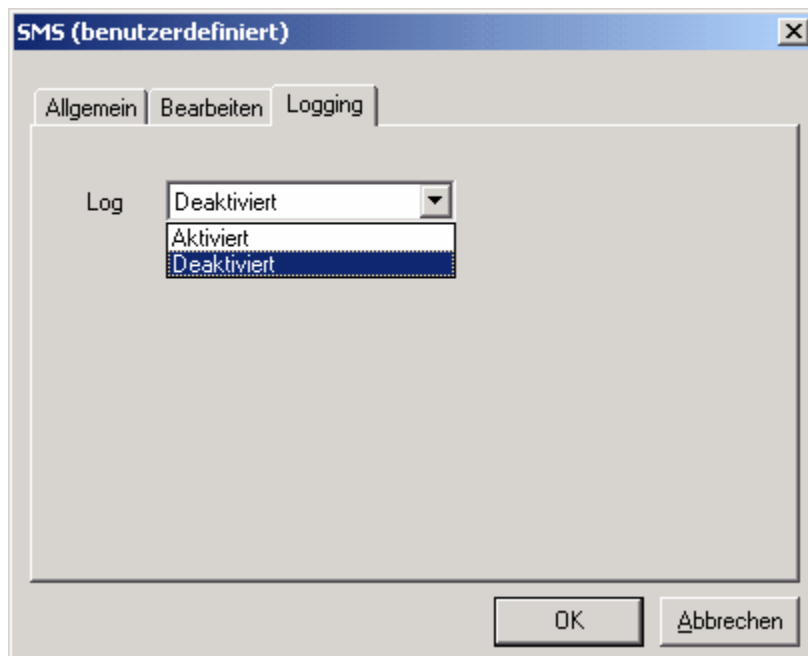 SMS (benutzerdefiniert)
Allgemein Bearbeiten Logging
Log Deaktiviert
Aktiviert
Deaktiviert
OK Abbrechen